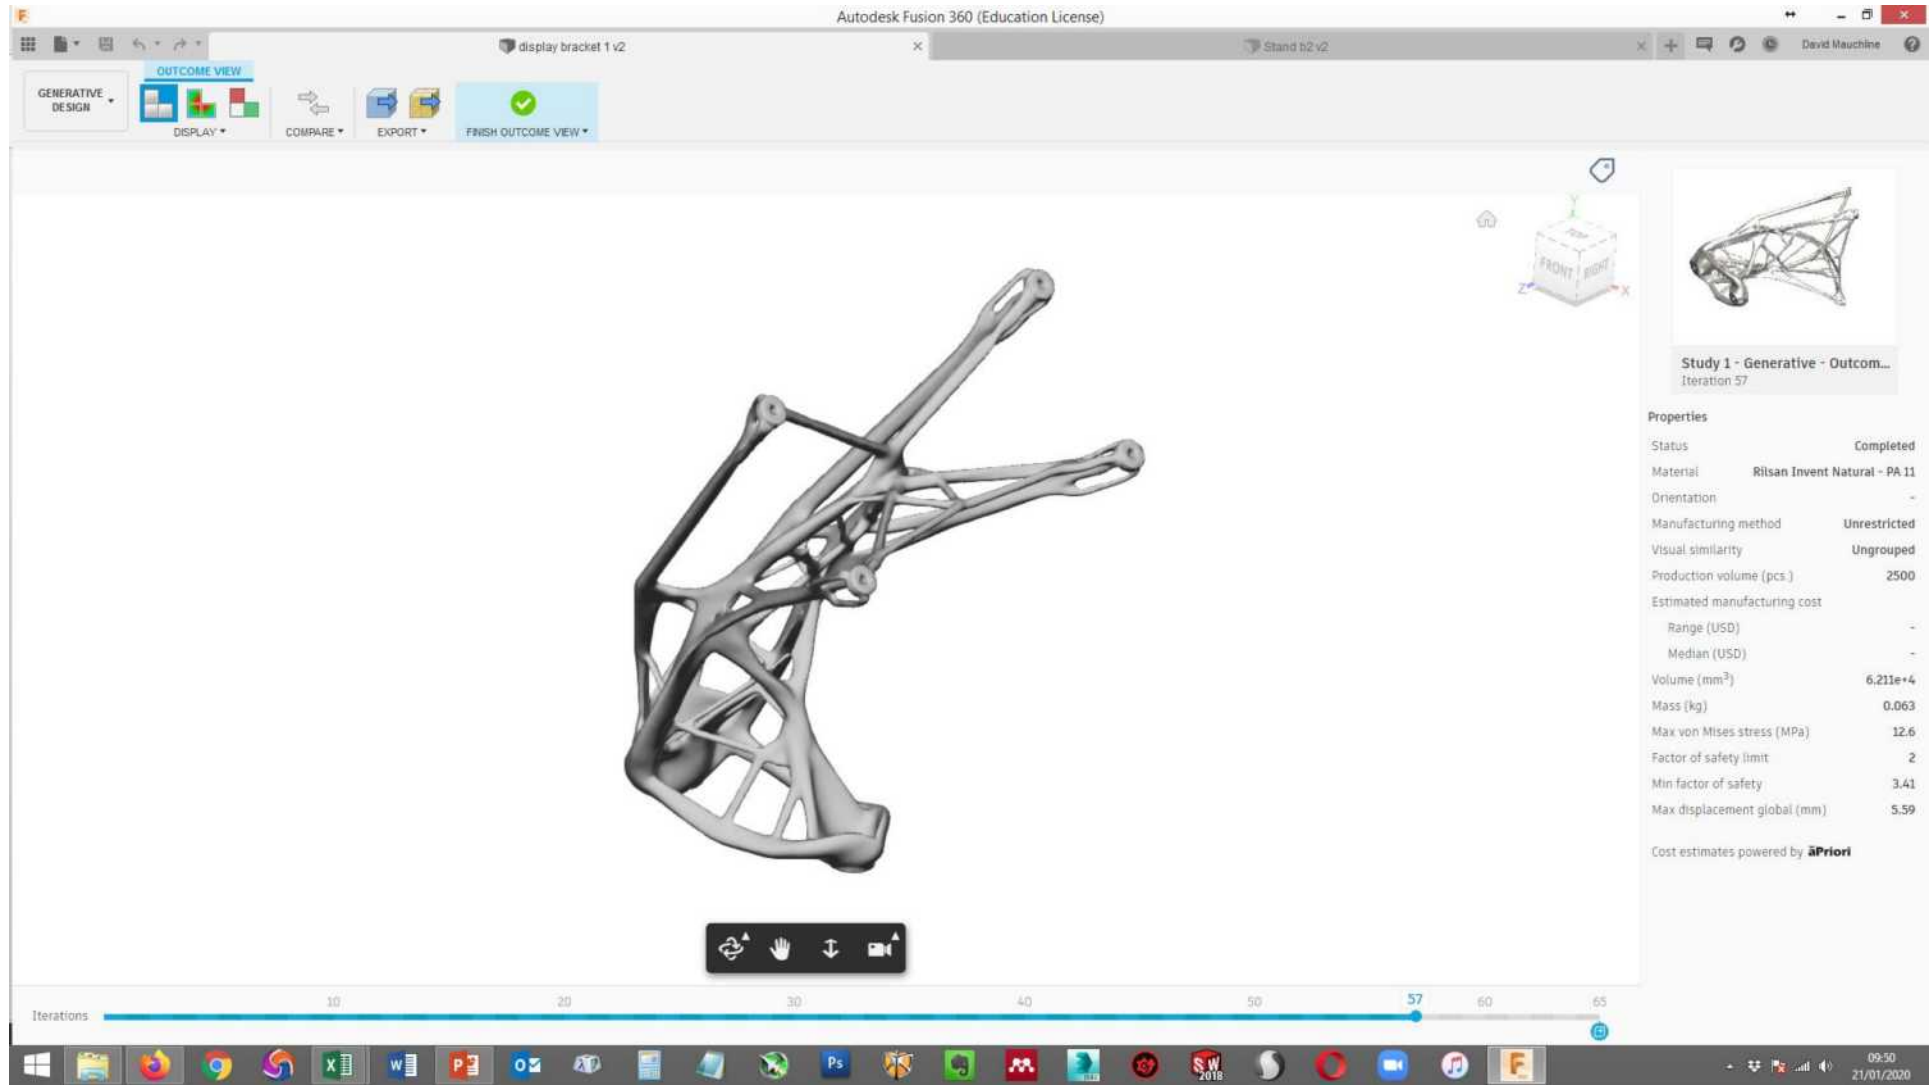 Autodesk Fusion 360 (Education License)
display bracket 1 v2
Stand b2 v2
David Mauchline
OUTCOME VIEW
GENERATIVE DESIGN
DISPLAY
COMPARE
EXPORT
FINISH OUTCOME VIEW
Y
TOP
FRONT
RIGHT
Z
X
Study 1 - Generative - Outcom...
Iteration 57
Properties
Status Completed
Material Rilsan Invent Natural - PA 11
Orientation -
Manufacturing method Unrestricted
Visual similarity Ungrouped
Production volume (pcs.) 2500
Estimated manufacturing cost
Range (USD) -
Median (USD) -
Volume (mm³) 6.211e+4
Mass (kg) 0.063
Max von Mises stress (MPa) 12.6
Factor of safety limit 2
Min factor of safety 3.41
Max displacement global (mm) 5.59
Cost estimates powered by äPriori
10 20 30 40 50 57 60 65
Iterations
Ps
SW
2018
09:50
21/01/2020